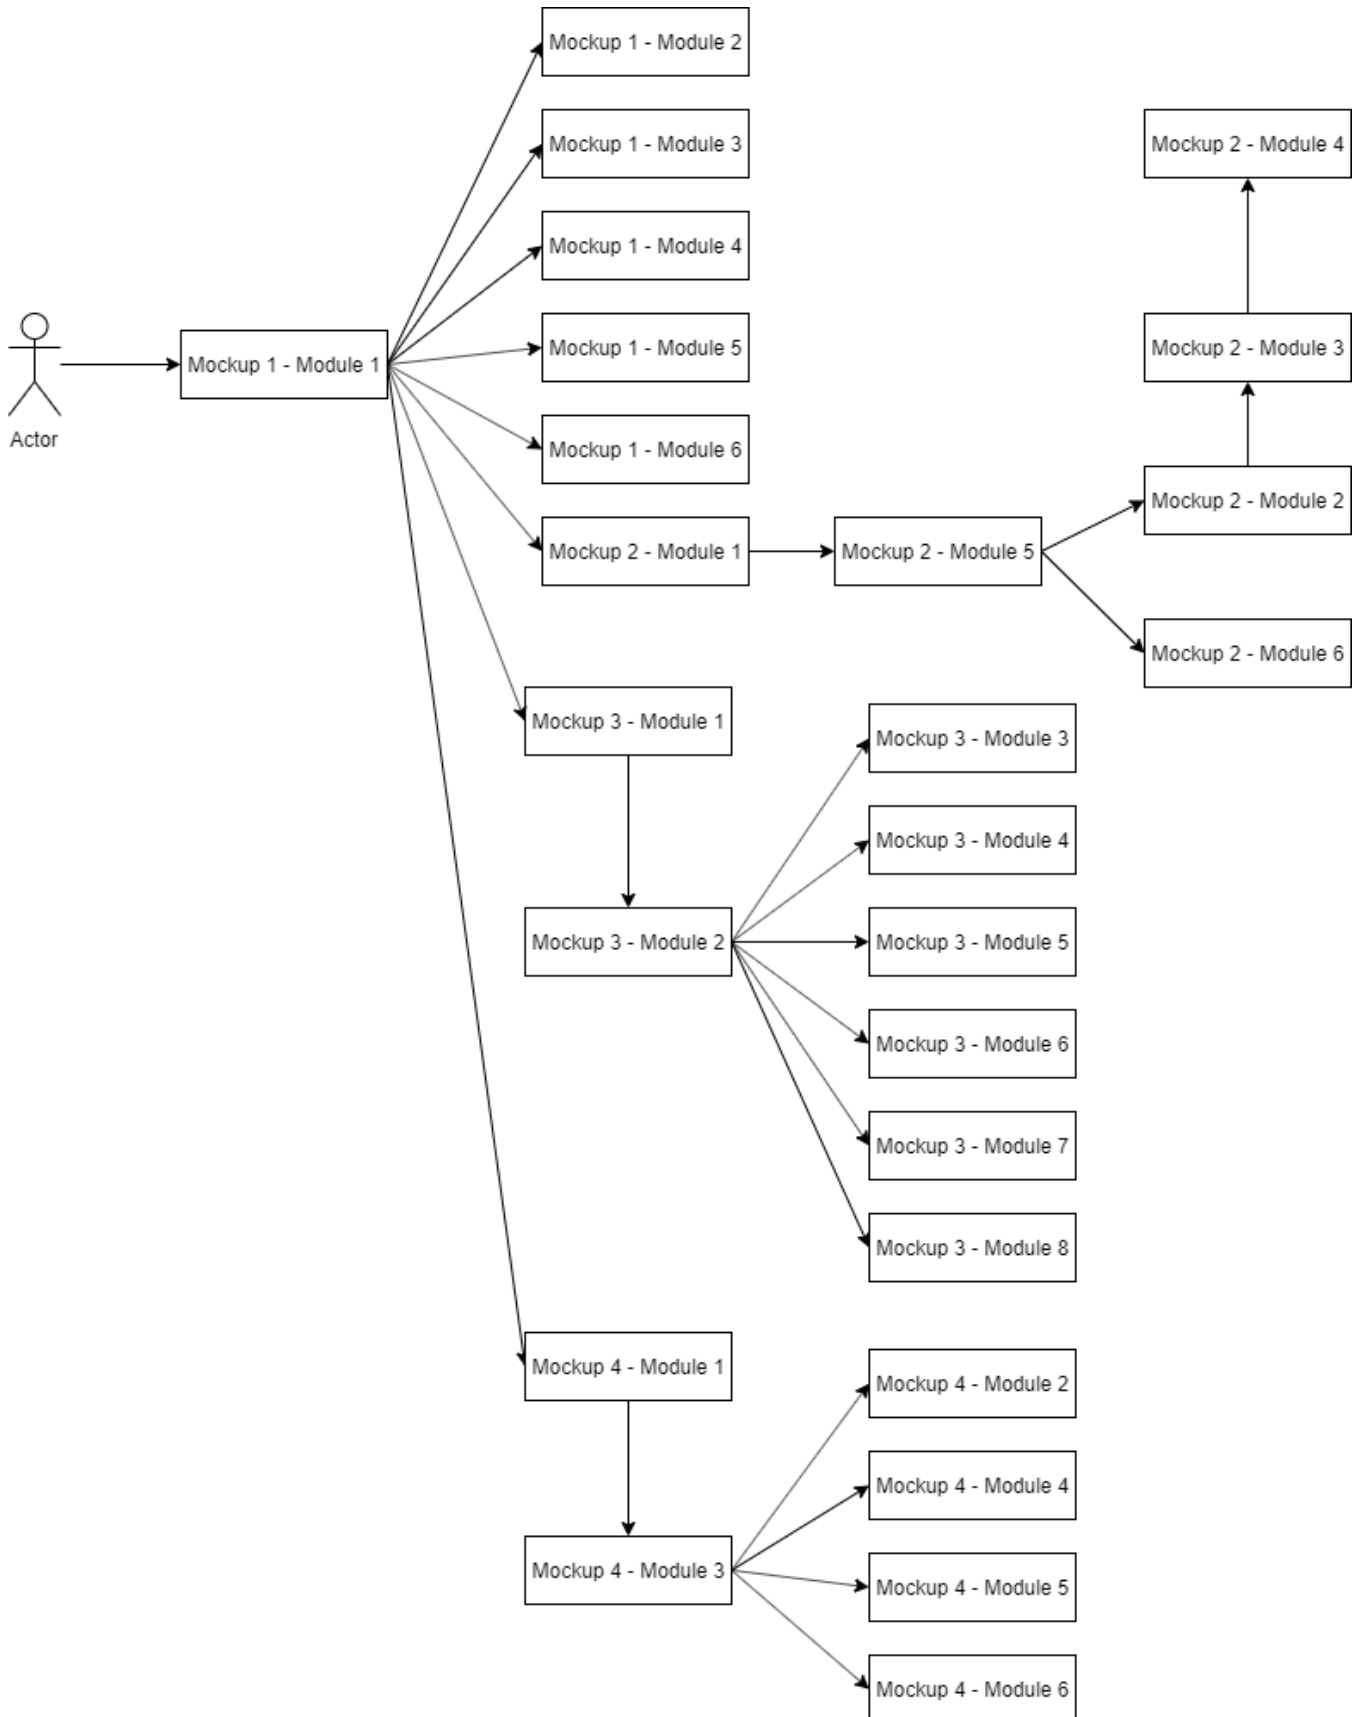 Mockup 1 - Module 2
Mockup 1 - Module 3
Mockup 2 - Module 4
Mockup 1 - Module 4
Mockup 1 - Module 5
Mockup 2 - Module 3
Mockup 1 - Module 1
Actor
Mockup 1 - Module 6
Mockup 2 - Module 2
Mockup 2 - Module 1
Mockup 2 - Module 5
Mockup 2 - Module 6
Mockup 3 - Module 1
Mockup 3 - Module 3
Mockup 3 - Module 4
Mockup 3 - Module 2
Mockup 3 - Module 5
Mockup 3 - Module 6
Mockup 3 - Module 7
Mockup 3 - Module 8
Mockup 4 - Module 1
Mockup 4 - Module 2
Mockup 4 - Module 4
Mockup 4 - Module 3
Mockup 4 - Module 5
Mockup 4 - Module 6